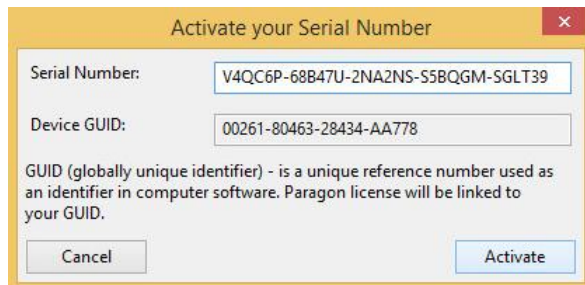 Activate your Serial Number
Serial Number: V4QC6P-68B47U-2NA2NS-S5BQGM-SGLT39
Device GUID: 00261-80463-28434-AA778
GUID (globally unique identifier) - is a unique reference number used as
an identifier in computer software. Paragon license will be linked to
your GUID.
Cancel Activate